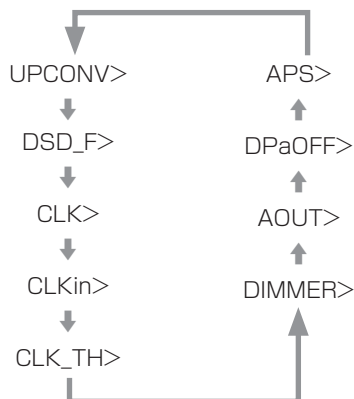 UPCONV>
DSD_F>
CLK>
CLKin>
CLK_TH>
DIMMER>
AOUT>
DPaOFF>
APS>